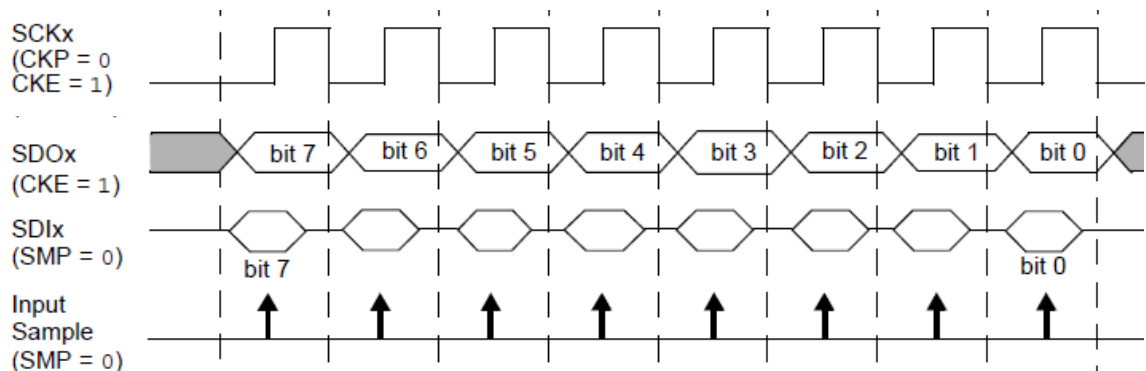 SCKx
(CKP = 0
CKE = 1)
SDOx
(CKE = 1)
bit 7 bit 6 bit 5 bit 4 bit 3 bit 2 bit 1 bit 0
SDIx
(SMP = 0)
bit 7 bit 0
Input
Sample
(SMP = 0)